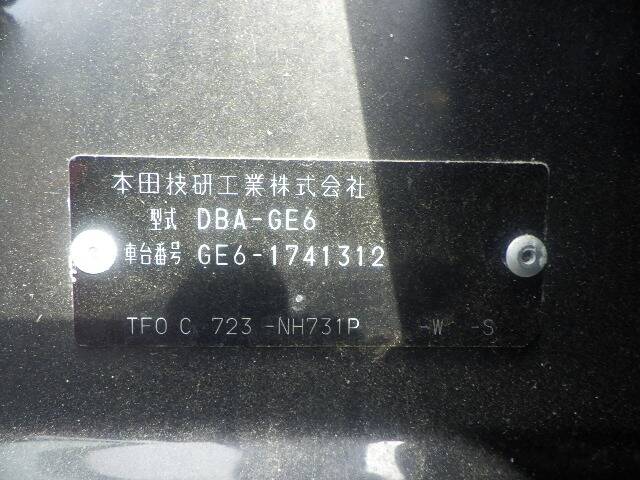 本田技研工業株式会社
型式 DBA-GE6
車台番号 GE6-1741312
TF0 C 723 -NH731P -W -S